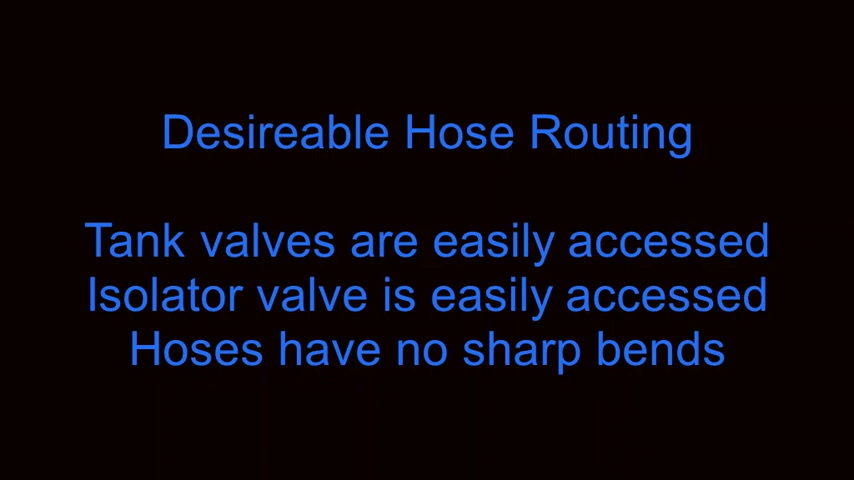 Desireable Hose Routing
Tank valves are easily accessed
Isolator valve is easily accessed
Hoses have no sharp bends